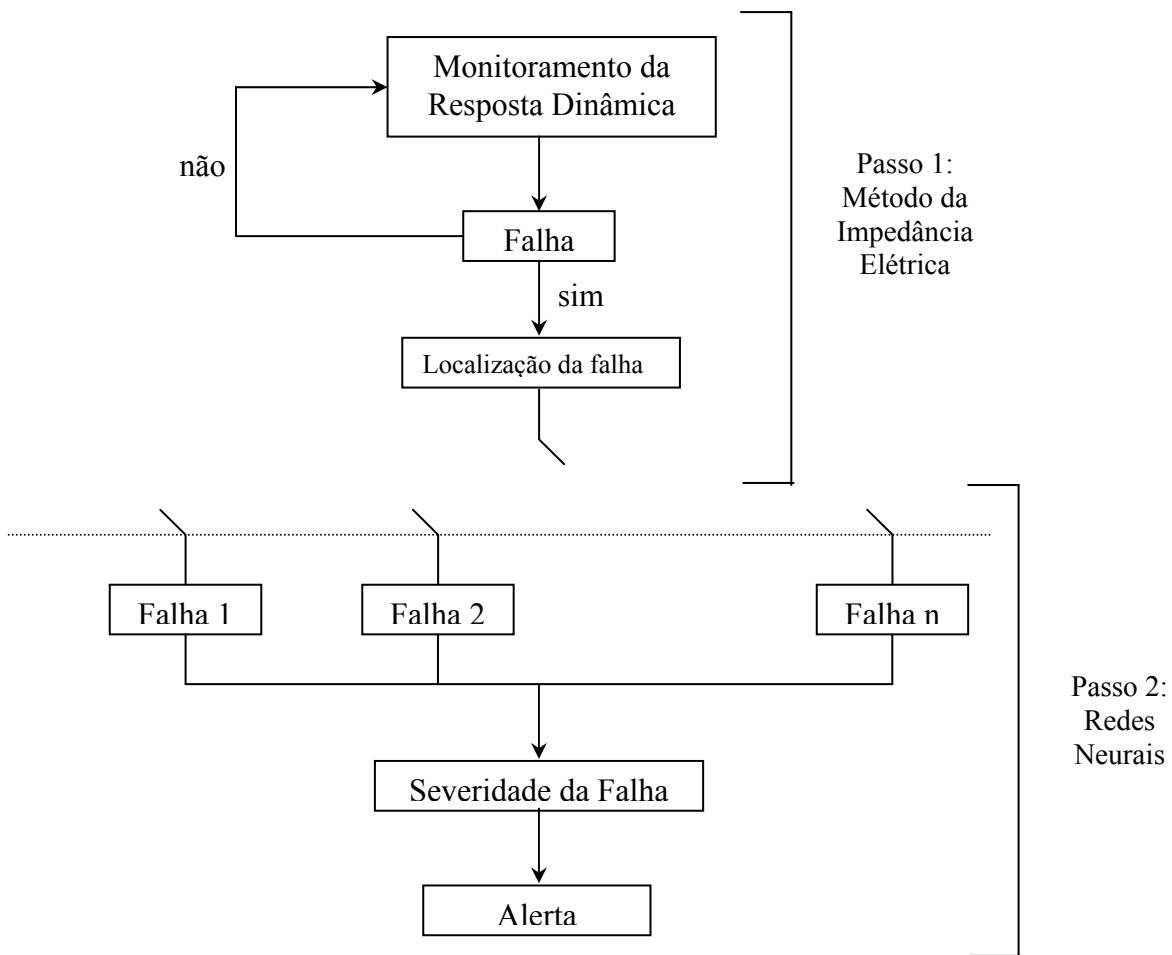 Monitoramento da
Resposta Dinâmica
não
Falha
sim
Localização da falha
Passo 1:
Método da
Impedância
Elétrica
Falha 1
Falha 2
Falha n
Severidade da Falha
Alerta
Passo 2:
Redes
Neurais